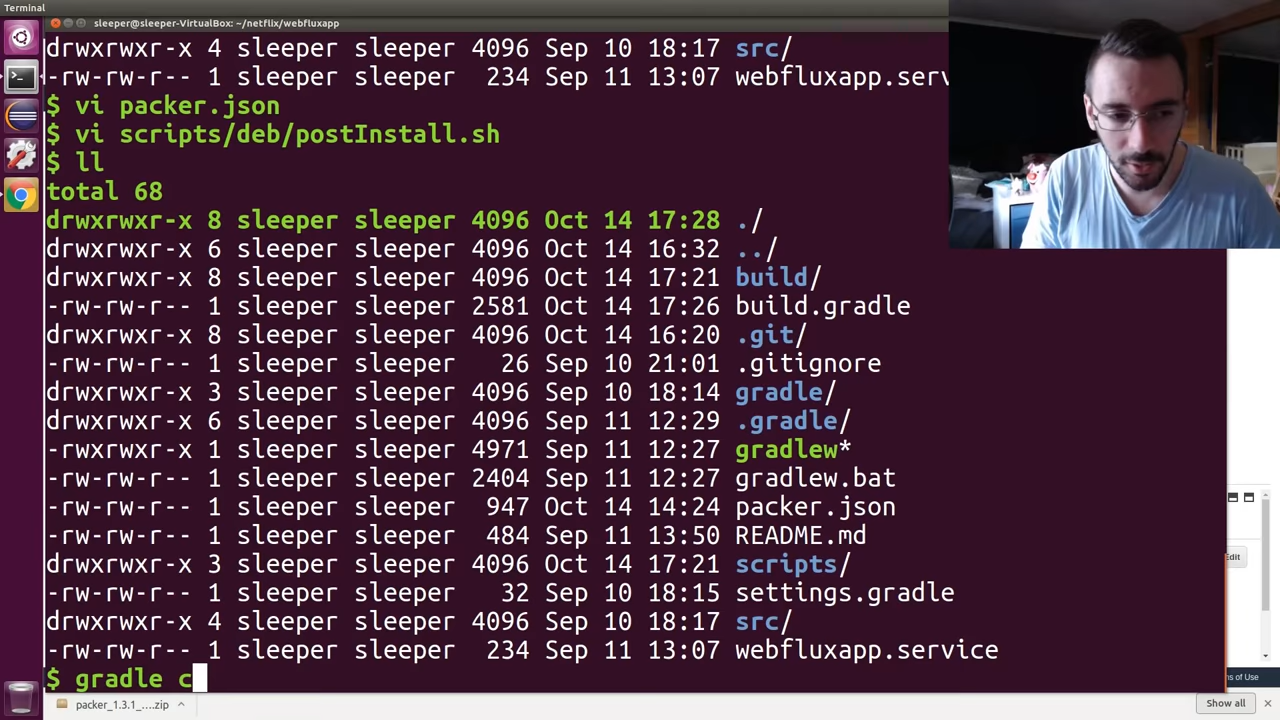 Terminal
sleeper@sleeper-VirtualBox: ~/netflix/webfluxapp
drwxrwxr-x 4 sleeper sleeper 4096 Sep 10 18:17 src/
-rw-rw-r-- 1 sleeper sleeper 234 Sep 11 13:07 webfluxapp.serv
$ vi packer.json
$ vi scripts/deb/postInstall.sh
$ ll
total 68
drwxrwxr-x 8 sleeper sleeper 4096 Oct 14 17:28 ./
drwxrwxr-x 6 sleeper sleeper 4096 Oct 14 16:32 ../
drwxrwxr-x 8 sleeper sleeper 4096 Oct 14 17:21 build/
-rw-rw-r-- 1 sleeper sleeper 2581 Oct 14 17:26 build.gradle
drwxrwxr-x 8 sleeper sleeper 4096 Oct 14 16:20 .git/
-rw-rw-r-- 1 sleeper sleeper 26 Sep 10 21:01 .gitignore
drwxrwxr-x 3 sleeper sleeper 4096 Sep 10 18:14 gradle/
drwxrwxr-x 6 sleeper sleeper 4096 Sep 11 12:29 .gradle/
-rwxrwxr-x 1 sleeper sleeper 4971 Sep 11 12:27 gradlew*
-rw-rw-r-- 1 sleeper sleeper 2404 Sep 11 12:27 gradlew.bat
-rw-rw-r-- 1 sleeper sleeper 947 Oct 14 14:24 packer.json
-rw-rw-r-- 1 sleeper sleeper 484 Sep 11 13:50 README.md
drwxrwxr-x 3 sleeper sleeper 4096 Oct 14 17:21 scripts/
-rw-rw-r-- 1 sleeper sleeper 32 Sep 10 18:15 settings.gradle
drwxrwxr-x 4 sleeper sleeper 4096 Sep 10 18:17 src/
-rw-rw-r-- 1 sleeper sleeper 234 Sep 11 13:07 webfluxapp.service
$ gradle c
Edit
ns of Use
packer_1.3.1_....zip
Show all